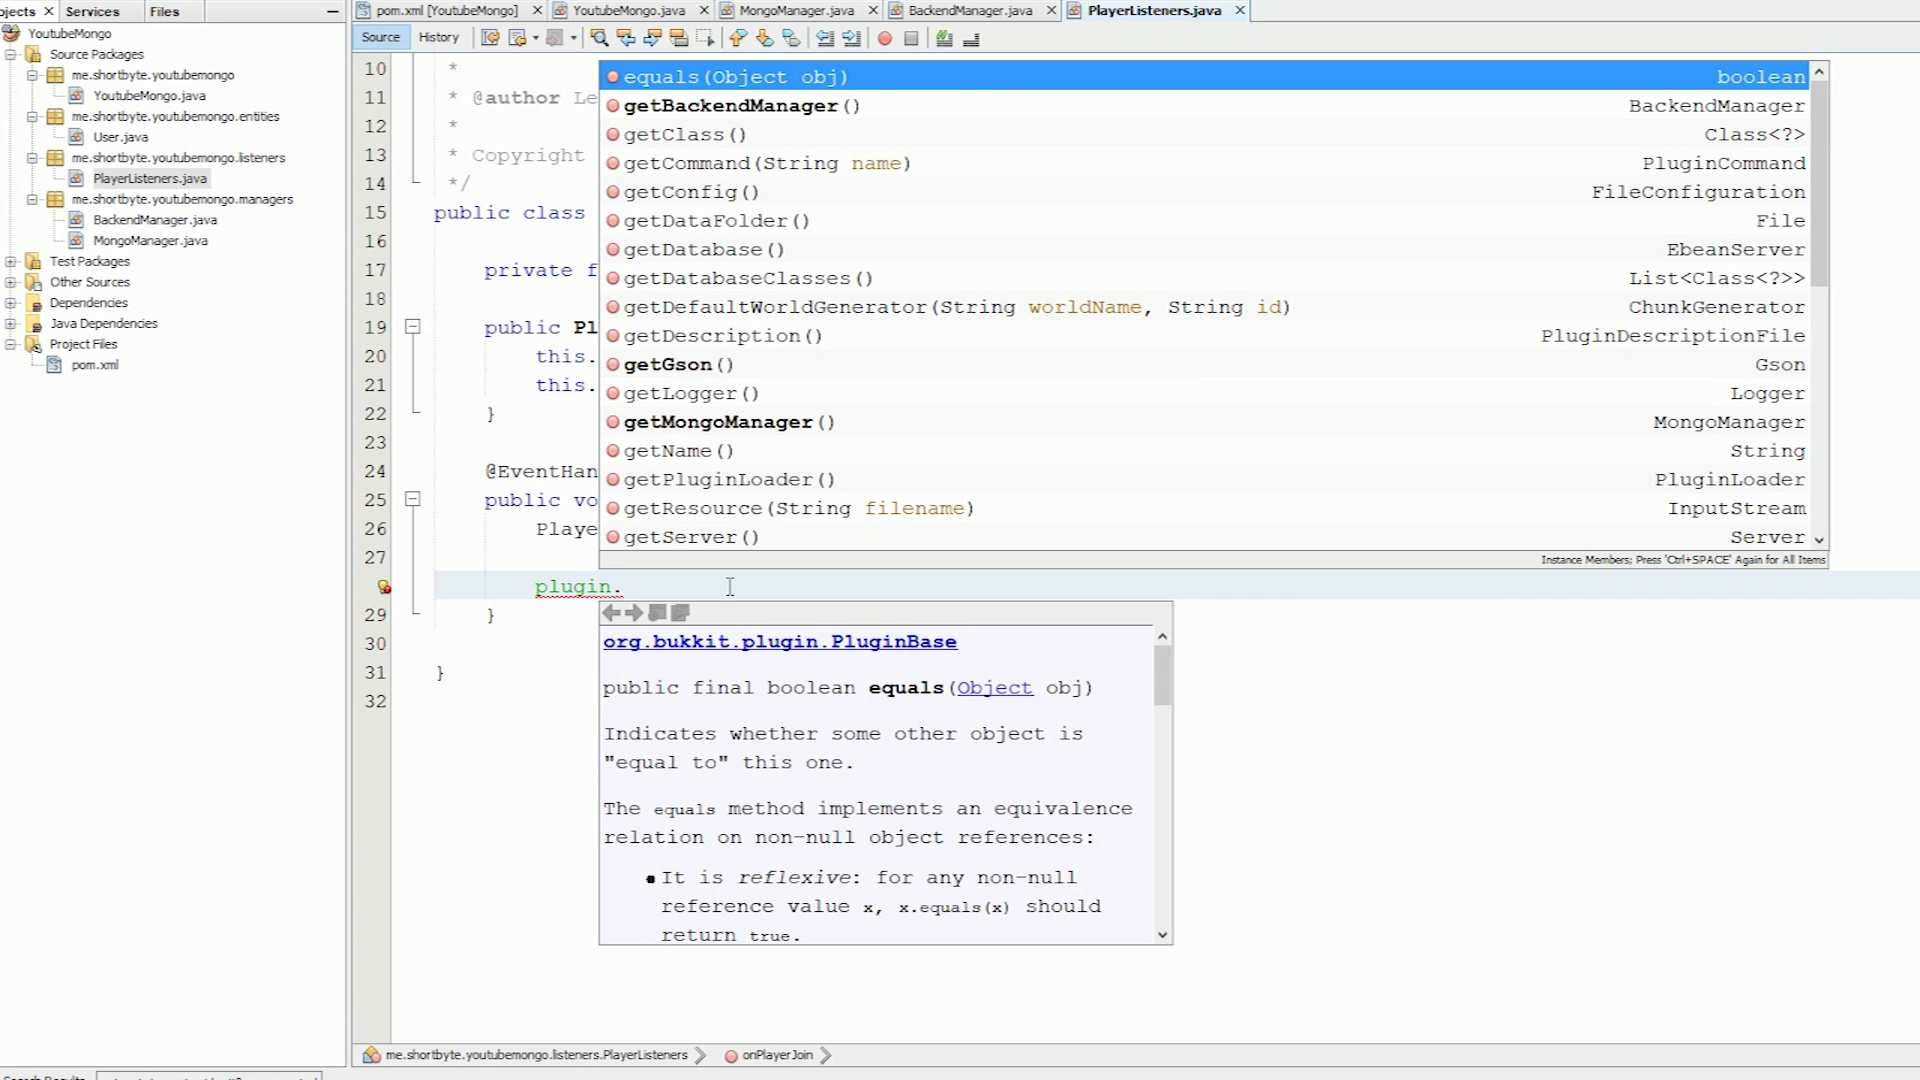 ojects
Services
Files
YoutubeMongo
Source Packages
me.shortbyte.youtubemongo
YoutubeMongo.java
me.shortbyte.youtubemongo.entities
User.java
me.shortbyte.youtubemongo.listeners
PlayerListeners.java
me.shortbyte.youtubemongo.managers
BackendManager.java
MongoManager.java
Test Packages
Other Sources
Dependencies
Java Dependencies
Project Files
pom.xml
pom.xml [YoutubeMongo]
YoutubeMongo.java
MongoManager.java
BackendManager.java
PlayerListeners.java
Source
History
10 *
11 * @author Le
12 *
13 * Copyright
14 */
15 public class
16
17 private f
18
19 public Pl
20 this.
21 this.
22 }
23
24 @EventHan
25 public vo
26 Playe
27
plugin.
29 }
30
31 }
32
equals(Object obj) boolean
getBackendManager() BackendManager
getClass() Class<?>
getCommand(String name) PluginCommand
getConfig() FileConfiguration
getDataFolder() File
getDatabase() EbeanServer
getDatabaseClasses() List<Class<?>>
getDefaultWorldGenerator(String worldName, String id) ChunkGenerator
getDescription() PluginDescriptionFile
getGson() Gson
getLogger() Logger
getMongoManager() MongoManager
getName() String
getPluginLoader() PluginLoader
getResource(String filename) InputStream
getServer() Server
Instance Members; Press 'Ctrl+SPACE' Again for All Items
org.bukkit.plugin.PluginBase
public final boolean equals(Object obj)
Indicates whether some other object is
"equal to" this one.
The equals method implements an equivalence
relation on non-null object references:
It is reflexive: for any non-null
reference value x, x.equals(x) should
return true.
me.shortbyte.youtubemongo.listeners.PlayerListeners
onPlayerJoin